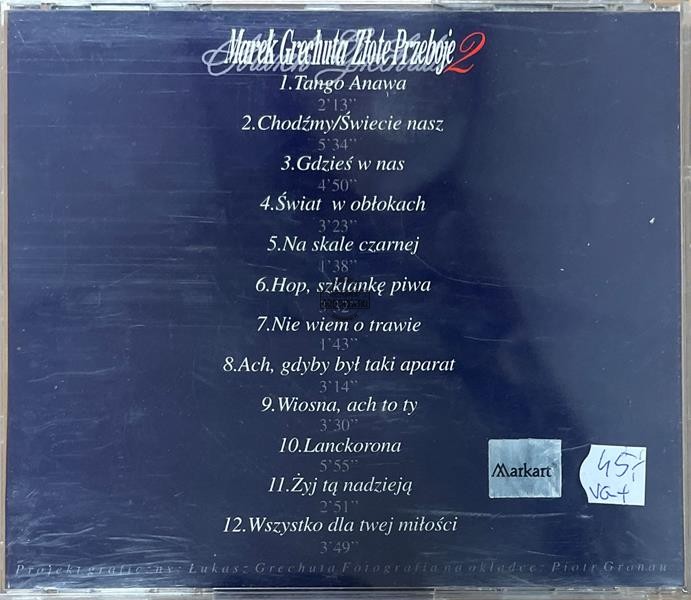 Marek Grechuta Złote Przeboje 2
Marek Grechuta
1.Tango Anawa
2'13"
2.Chodźmy/Świecie nasz
5'34"
3.Gdzieś w nas
4'50"
4.Świat w obłokach
3'23"
5.Na skale czarnej
1'38"
6.Hop, szklankę piwa
7.Nie wiem o trawie
1'43"
8.Ach, gdyby był taki aparat
3'14"
9.Wiosna, ach to ty
3'30"
10.Lanckorona
5'55"
11.Żyj tą nadzieją
2'51"
12.Wszystko dla twej miłości
3'49"
Markart
45,-
VG+
Projekt graficzny: Łukasz Grechuta Fotografia na okładce: Piotr Gronau